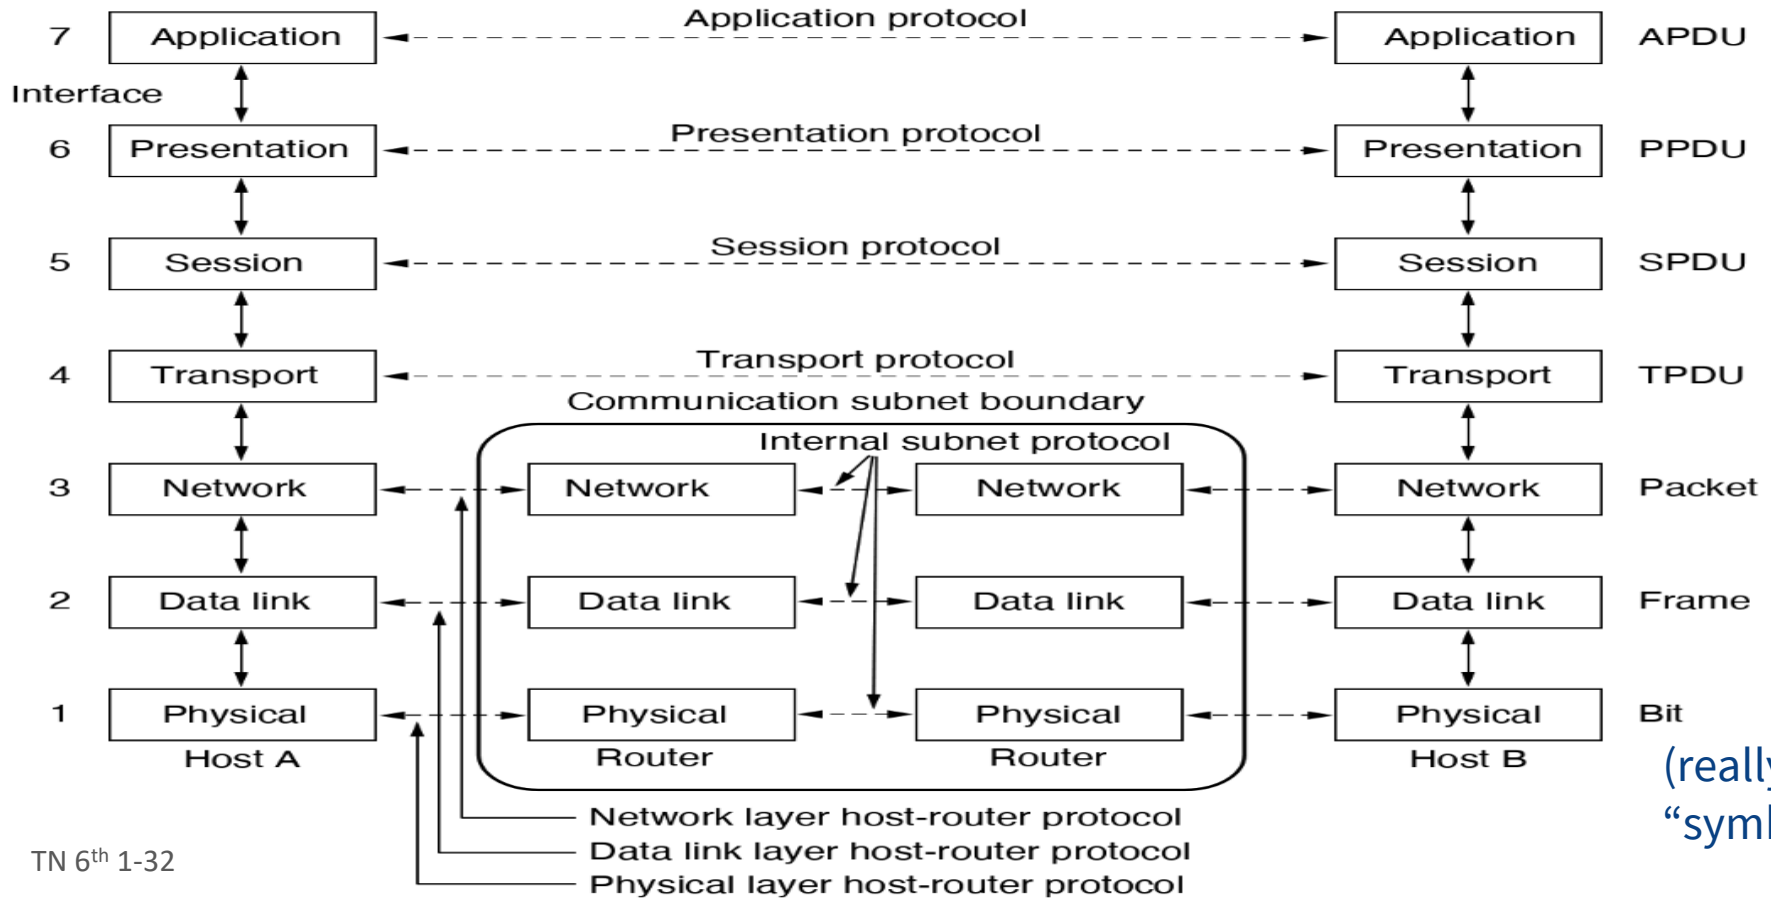 Application protocol
7 Application Application APDU
Interface
Presentation protocol
6 Presentation Presentation PPDU
Session protocol
5 Session Session SPDU
Transport protocol
4 Transport Transport TPDU
Communication subnet boundary
Internal subnet protocol
3 Network Network Network Network Packet
2 Data link Data link Data link Data link Frame
1 Physical Physical Physical Physical Bit
Host A Router Router Host B
(really
Network layer host-router protocol
Data link layer host-router protocol
TN 6th 1-32
Physical layer host-router protocol